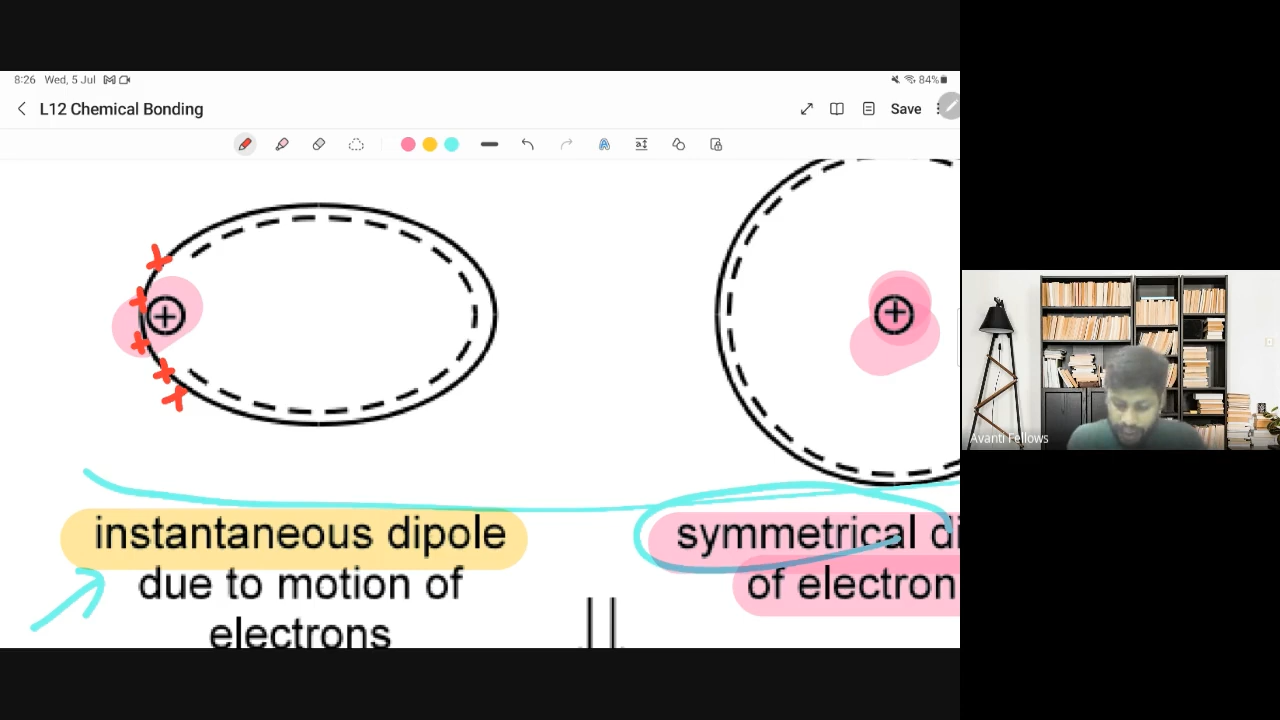 8:26 Wed, 5 Jul
84%
L12 Chemical Bonding
Save
instantaneous dipole
due to motion of
electrons
symmetrical di
of electron
Avanti Fellows